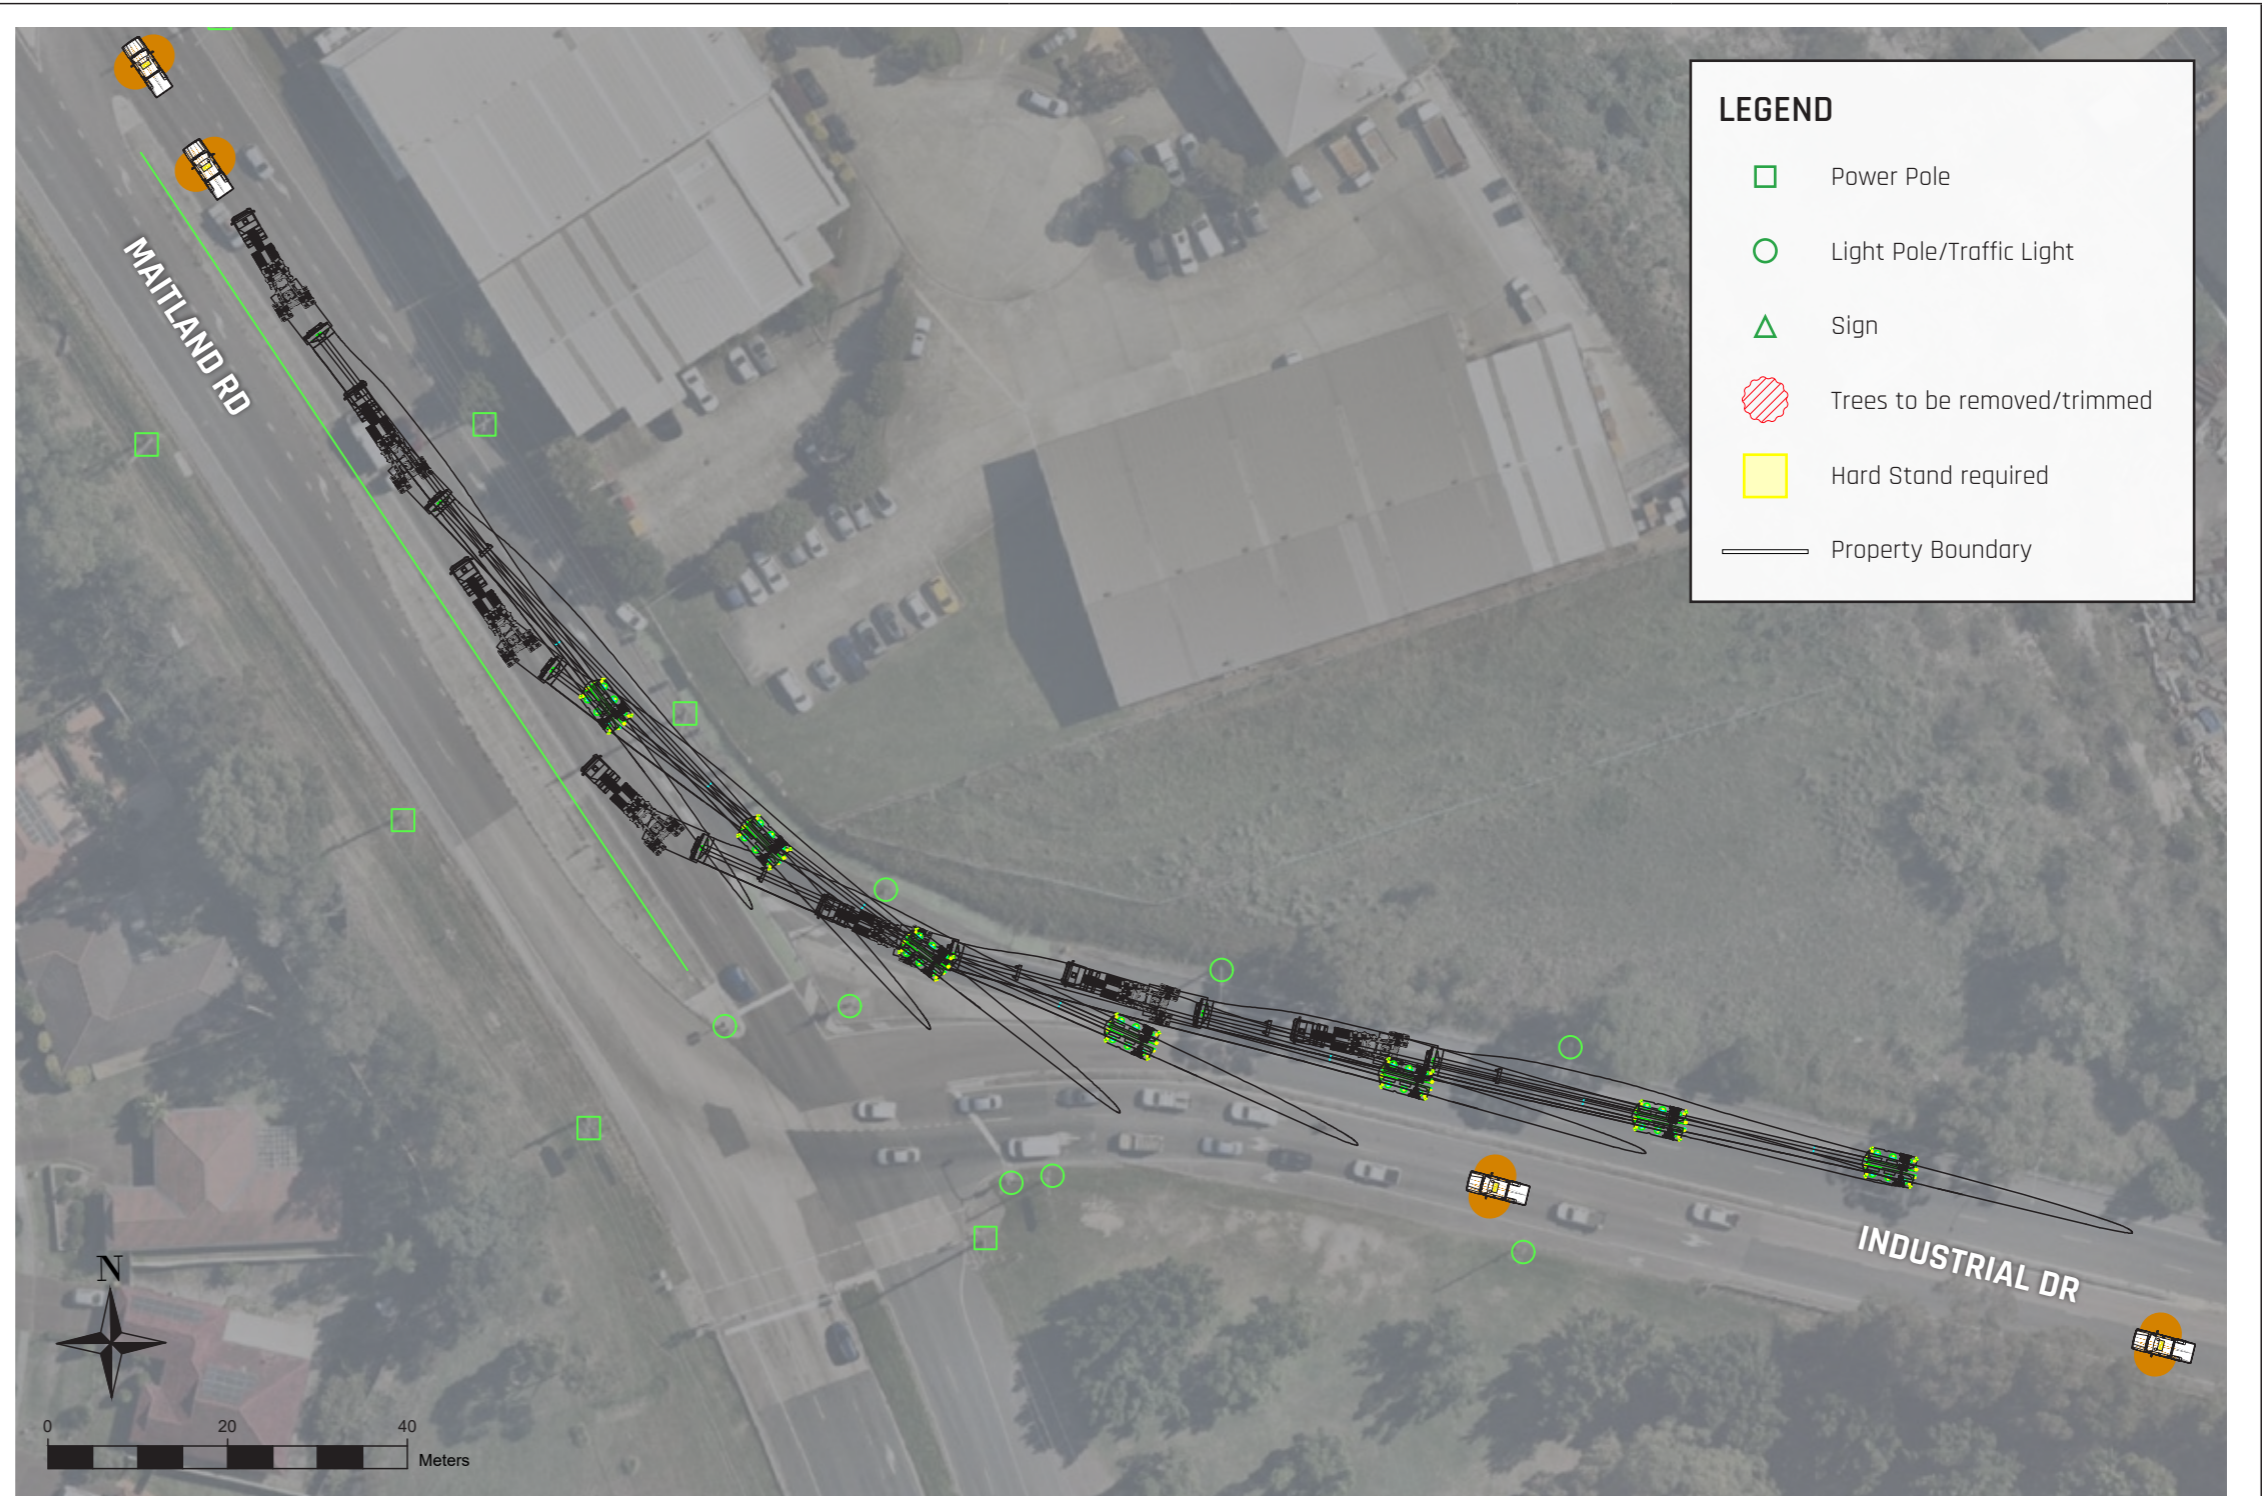 LEGEND
Power Pole
Light Pole/Traffic Light
Sign
Trees to be removed/trimmed
Hard Stand required
Property Boundary
MAITLAND RD
INDUSTRIAL DR
N
0 20 40
Meters